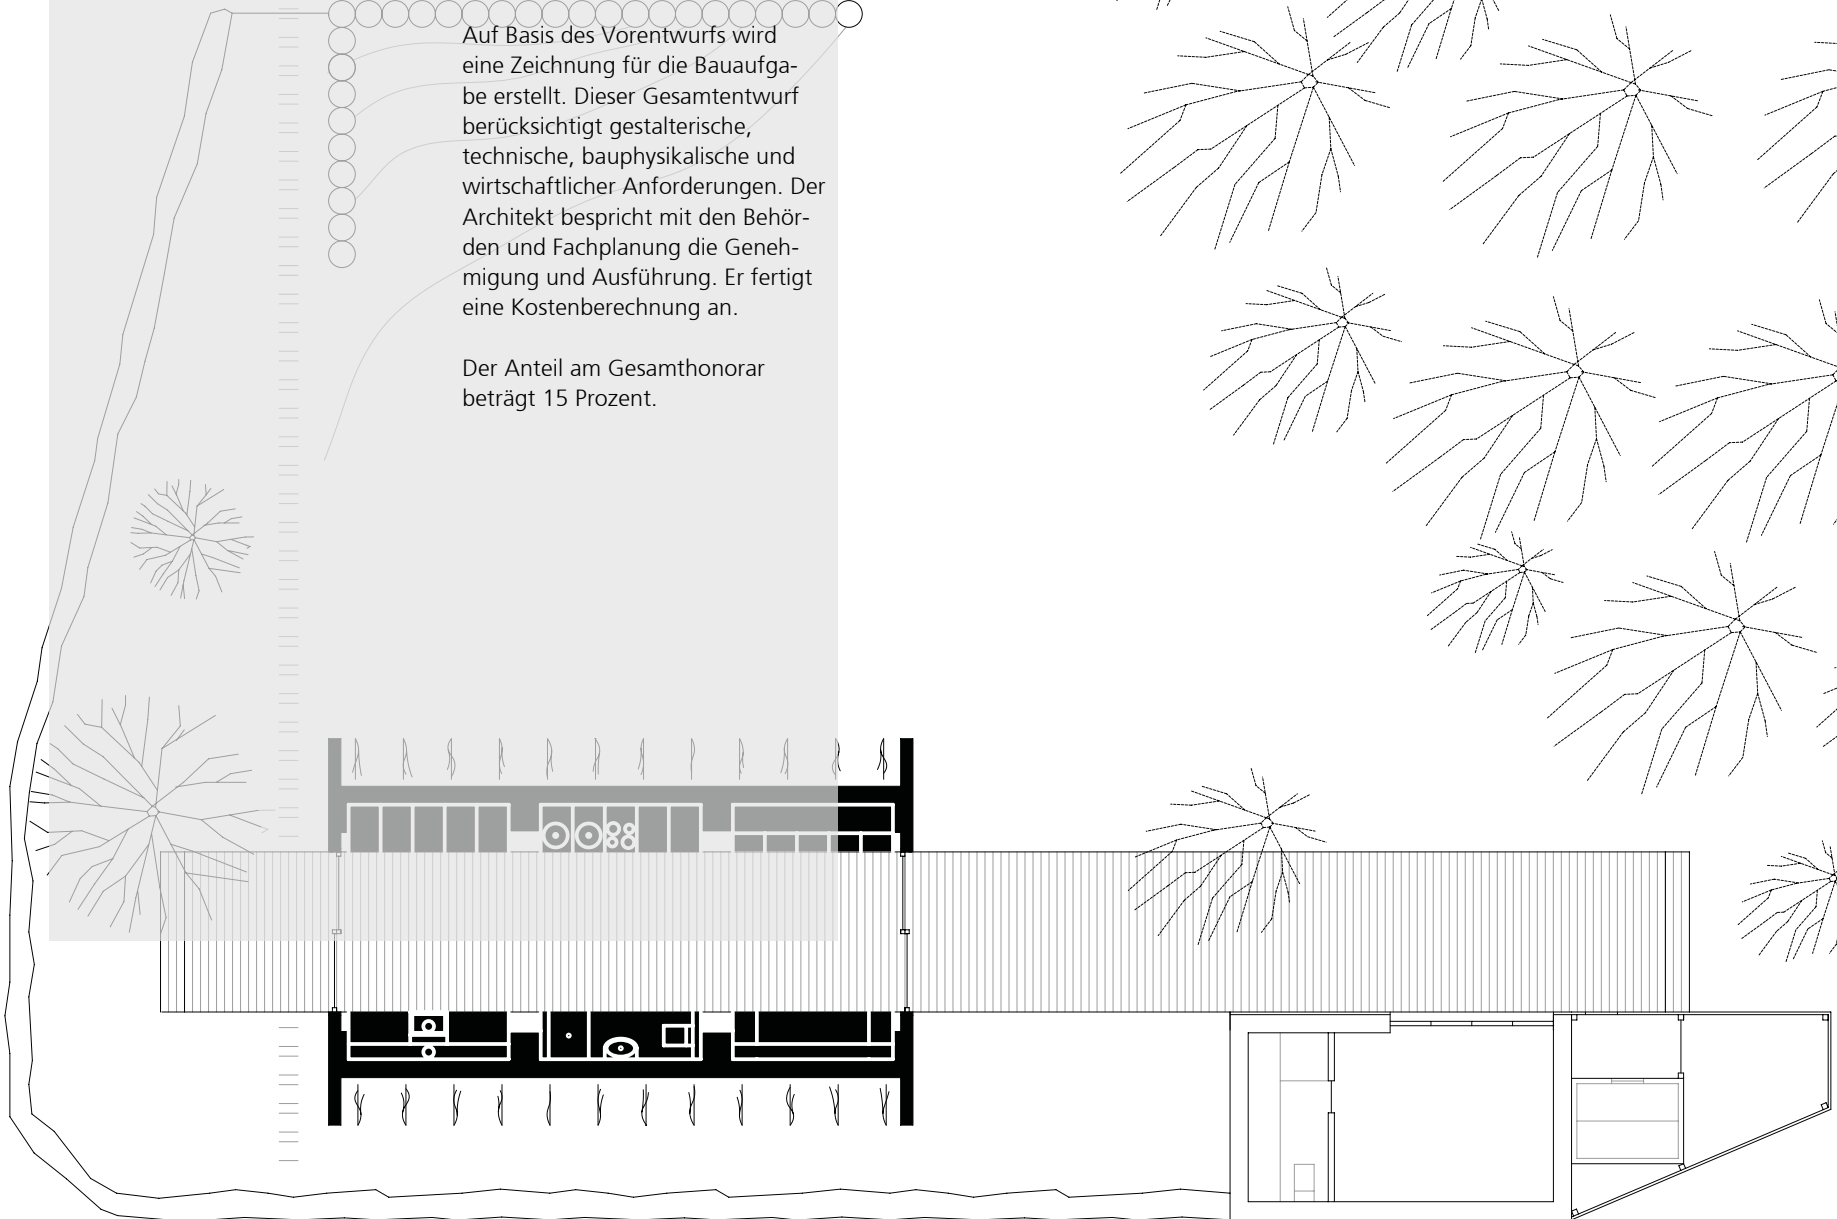 Auf Basis des Vorentwurfs wird
eine Zeichnung für die Bauaufga-
be erstellt. Dieser Gesamtentwurf
berücksichtigt gestalterische,
technische, bauphysikalische und
wirtschaftlicher Anforderungen. Der
Architekt bespricht mit den Behör-
den und Fachplanung die Geneh-
migung und Ausführung. Er fertigt
eine Kostenberechnung an.
Der Anteil am Gesamthonorar
beträgt 15 Prozent.